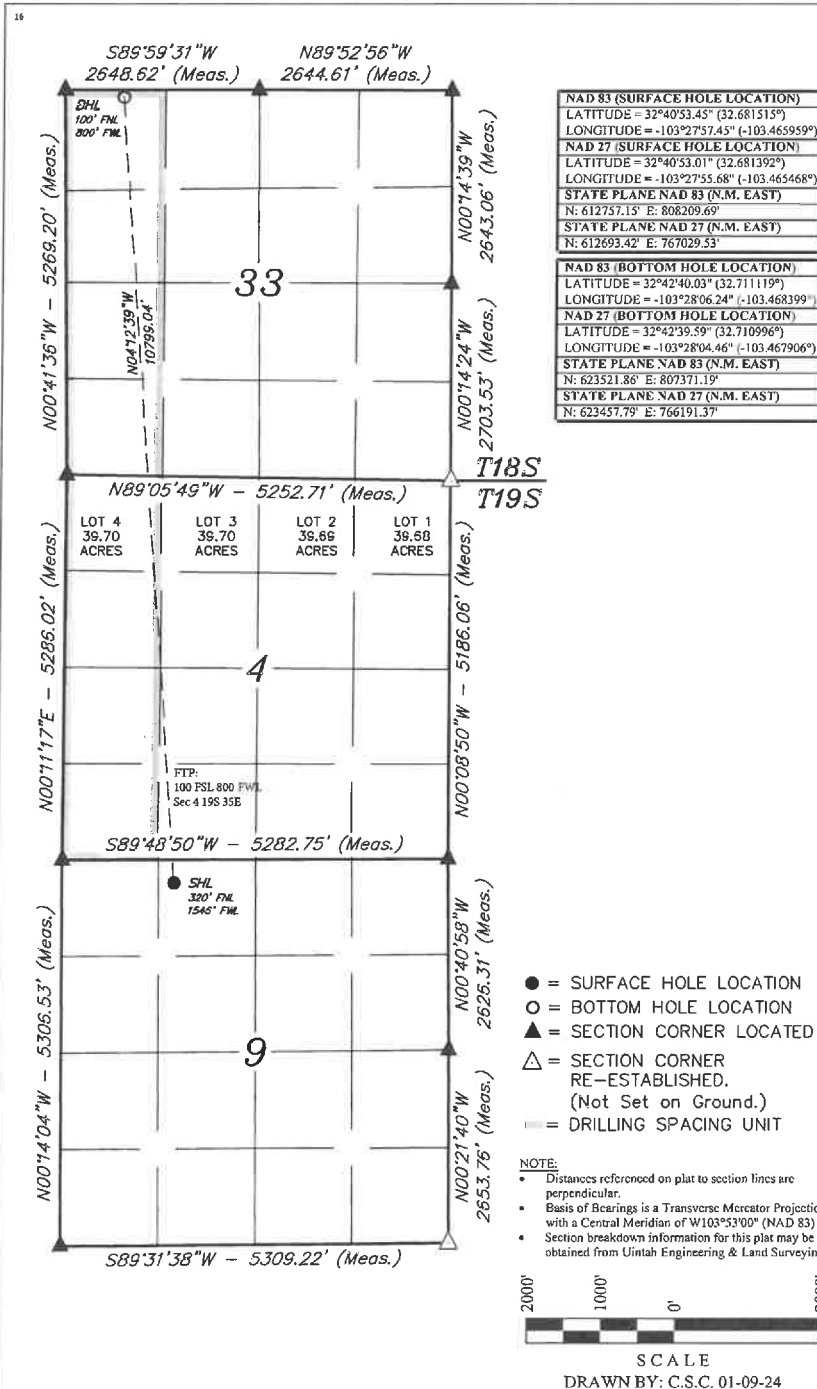 16
S89°59'31"W
2648.62' (Meas.)
N89°52'56"W
2644.61' (Meas.)
BHL
100' FNL
800' FWL
N00°41'36"W - 5269.20' (Meas.)
N04°12'39"W
10799.04'
33
N00°14'39"W
2643.06' (Meas.)
N00°14'24"W
2703.53' (Meas.)
N89°05'49"W - 5252.71' (Meas.)
T18S
T19S
LOT 4
39.70
ACRES
LOT 3
39.70
ACRES
LOT 2
39.69
ACRES
LOT 1
39.68
ACRES
N00°11'17"E - 5286.02' (Meas.)
4
N00°08'50"W - 5186.06' (Meas.)
FTP:
100 FSL 800 FWL
Sec 4 19S 35E
S89°48'50"W - 5282.75' (Meas.)
SHL
320' FNL
1546' FWL
N00°14'04"W - 5306.53' (Meas.)
9
N00°40'58"W
2625.31' (Meas.)
N00°21'40"W
2653.76' (Meas.)
S89°31'38"W - 5309.22' (Meas.)
NAD 83 (SURFACE HOLE LOCATION)
LATITUDE = 32°40'53.45" (32.681515°)
LONGITUDE = -103°27'57.45" (-103.465959°)
NAD 27 (SURFACE HOLE LOCATION)
LATITUDE = 32°40'53.01" (32.681392°)
LONGITUDE = -103°27'55.68" (-103.465468°)
STATE PLANE NAD 83 (N.M. EAST)
N: 612757.15' E: 808209.69'
STATE PLANE NAD 27 (N.M. EAST)
N: 612693.42' E: 767029.53'
NAD 83 (BOTTOM HOLE LOCATION)
LATITUDE = 32°42'40.03" (32.711119°)
LONGITUDE = -103°28'06.24" (-103.468399°)
NAD 27 (BOTTOM HOLE LOCATION)
LATITUDE = 32°42'39.59" (32.710996°)
LONGITUDE = -103°28'04.46" (-103.467906°)
STATE PLANE NAD 83 (N.M. EAST)
N: 623521.86' E: 807371.19'
STATE PLANE NAD 27 (N.M. EAST)
N: 623457.79' E: 766191.37'
= SURFACE HOLE LOCATION
= BOTTOM HOLE LOCATION
= SECTION CORNER LOCATED
= SECTION CORNER
RE-ESTABLISHED.
(Not Set on Ground.)
= DRILLING SPACING UNIT
NOTE:
• Distances referenced on plat to section lines are
perpendicular.
• Basis of Bearings is a Transverse Mercator Projectio
with a Central Meridian of W103°53'00" (NAD 83)
• Section breakdown information for this plat may be
obtained from Uintah Engineering & Land Surveyin
2000'
1000'
0'
SCALE
DRAWN BY: C.S.C. 01-09-24